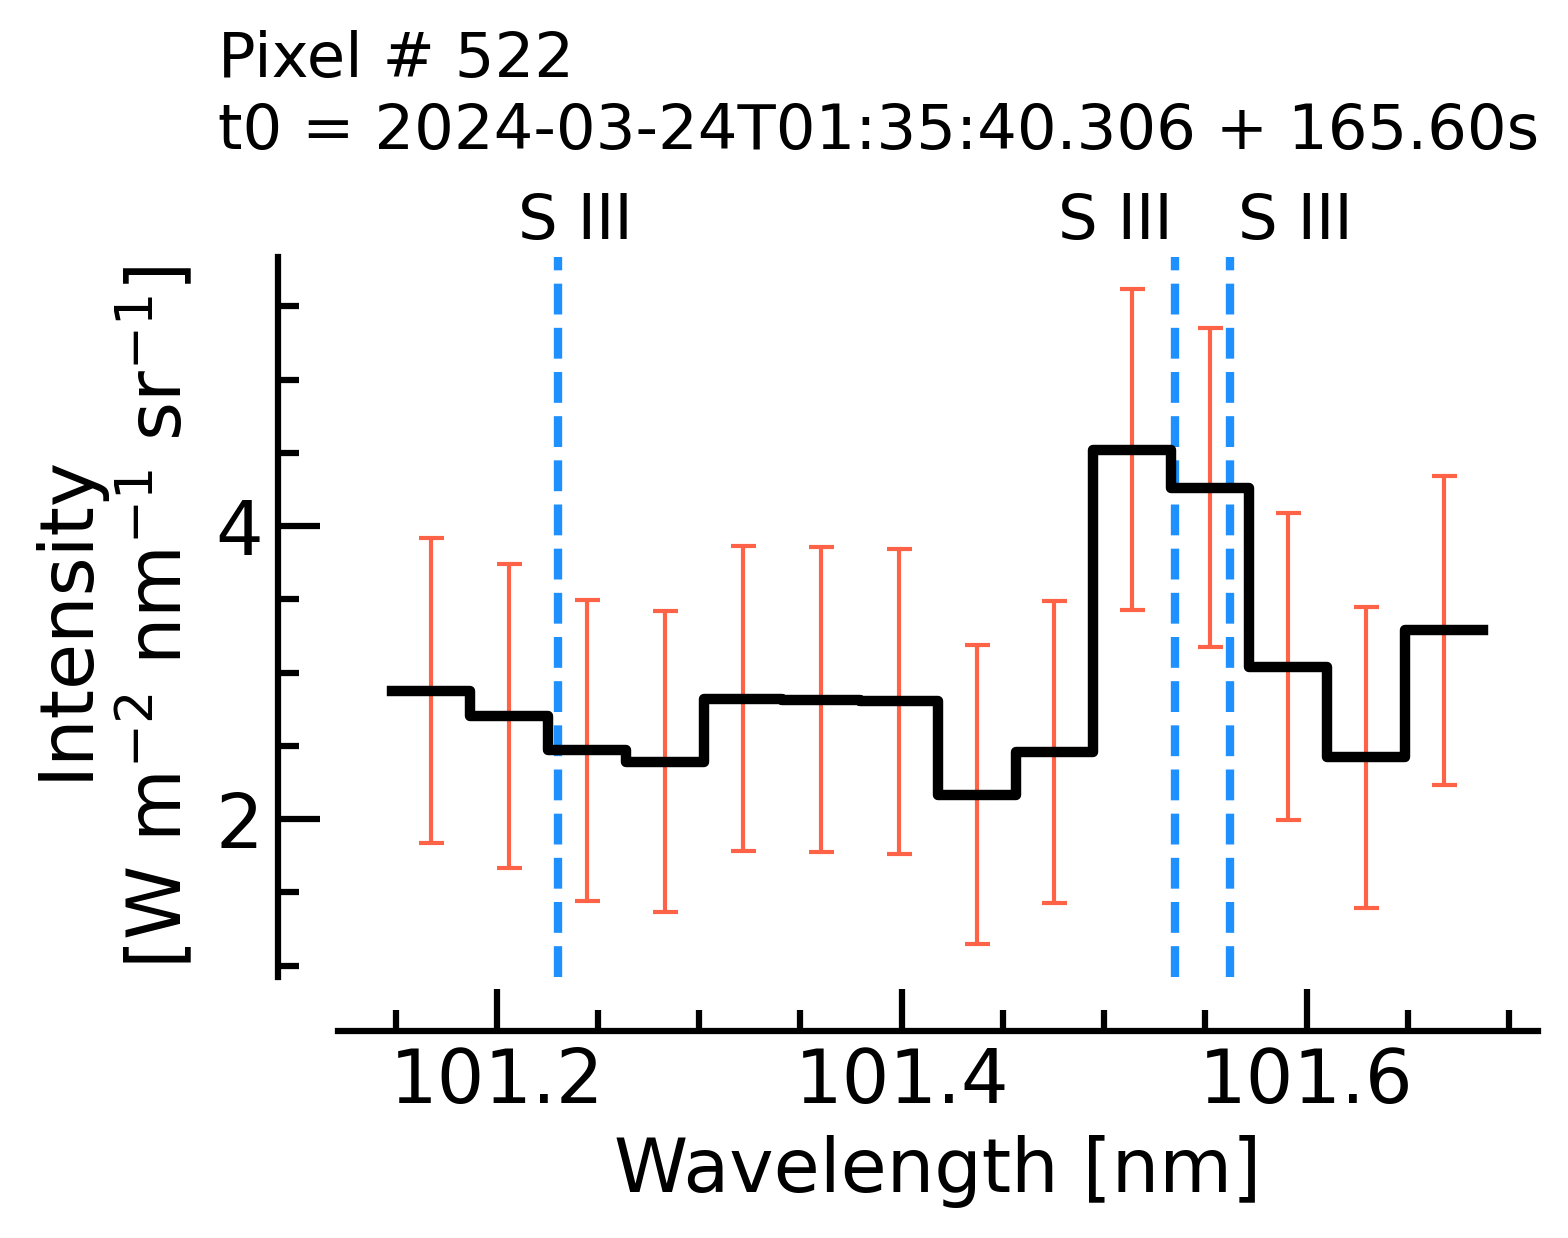 Pixel # 522
t0 = 2024-03-24T01:35:40.306 + 165.60s
S III S III S III
Intensity
[W m⁻² nm⁻¹ sr⁻¹]
4
2
101.2 101.4 101.6
Wavelength [nm]